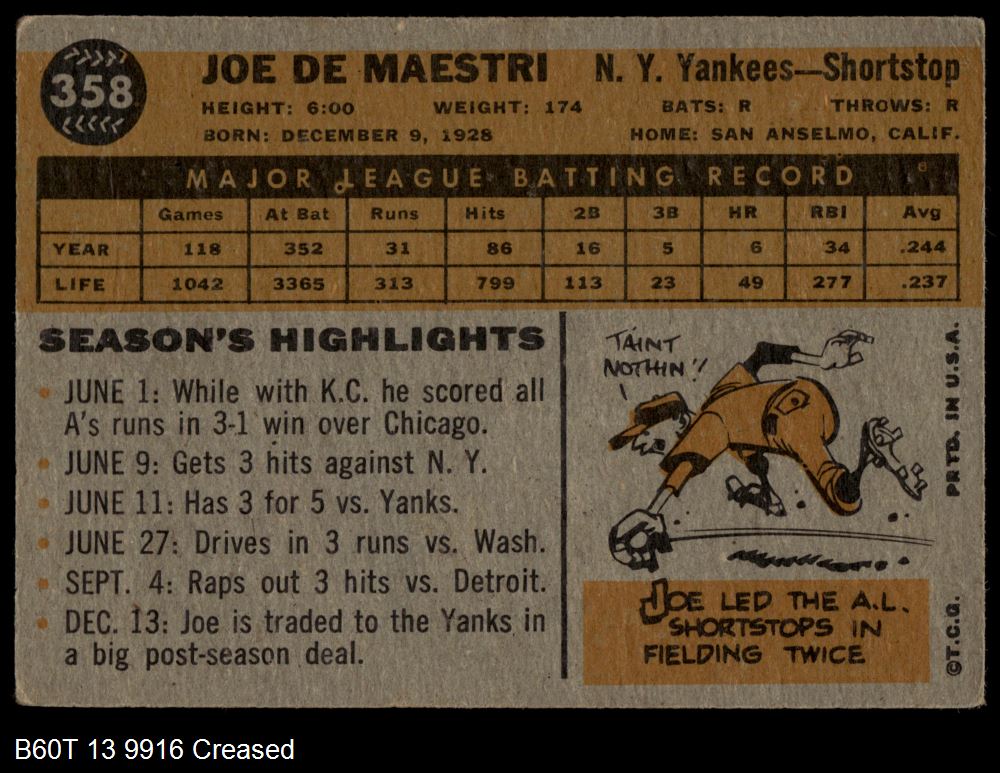 358
JOE DE MAESTRI N. Y. Yankees—Shortstop
HEIGHT: 6:00 WEIGHT: 174 BATS: R THROWS: R
BORN: DECEMBER 9, 1928 HOME: SAN ANSELMO, CALIF.
MAJOR LEAGUE BATTING RECORD
Games At Bat Runs Hits 2B 3B HR RBI Avg
YEAR 118 352 31 86 16 5 6 34 .244
LIFE 1042 3365 313 799 113 23 49 277 .237
SEASON'S HIGHLIGHTS
• JUNE 1: While with K.C. he scored all
A's runs in 3-1 win over Chicago.
• JUNE 9: Gets 3 hits against N. Y.
• JUNE 11: Has 3 for 5 vs. Yanks.
• JUNE 27: Drives in 3 runs vs. Wash.
• SEPT. 4: Raps out 3 hits vs. Detroit.
• DEC. 13: Joe is traded to the Yanks in
a big post-season deal.
TAINT
NOTHIN'!
JOE LED THE A.L.
SHORTSTOPS IN
FIELDING TWICE
©T.C.G. PRTD. IN U.S.A.
B60T 13 9916 Creased